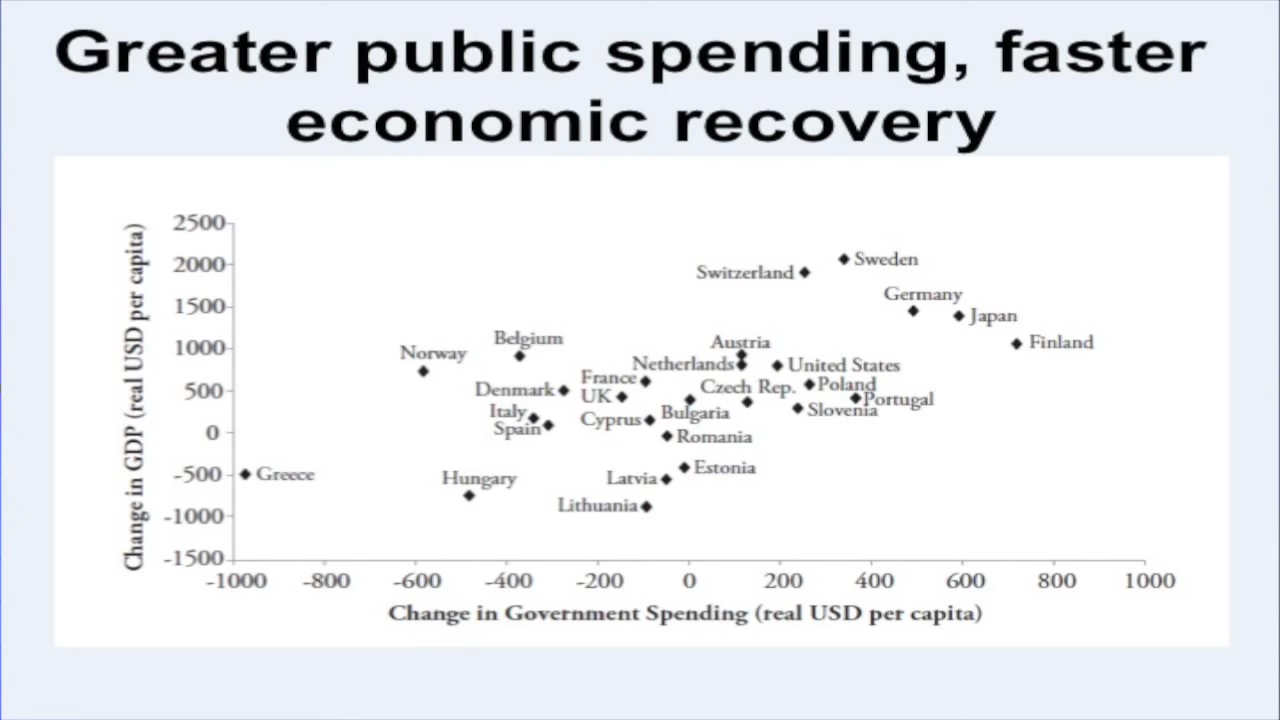 Greater public spending, faster
economic recovery
Change in GDP (real USD per capita)
2500
2000
1500
1000
500
0
-500
-1000
-1500
Sweden
Switzerland
Germany
Japan
Finland
Belgium
Norway
Austria
Netherlands
United States
France
Denmark
UK
Czech Rep.
Poland
Portugal
Italy
Spain
Cyprus
Bulgaria
Slovenia
Romania
Greece
Hungary
Latvia
Estonia
Lithuania
-1000 -800 -600 -400 -200 0 200 400 600 800 1000
Change in Government Spending (real USD per capita)